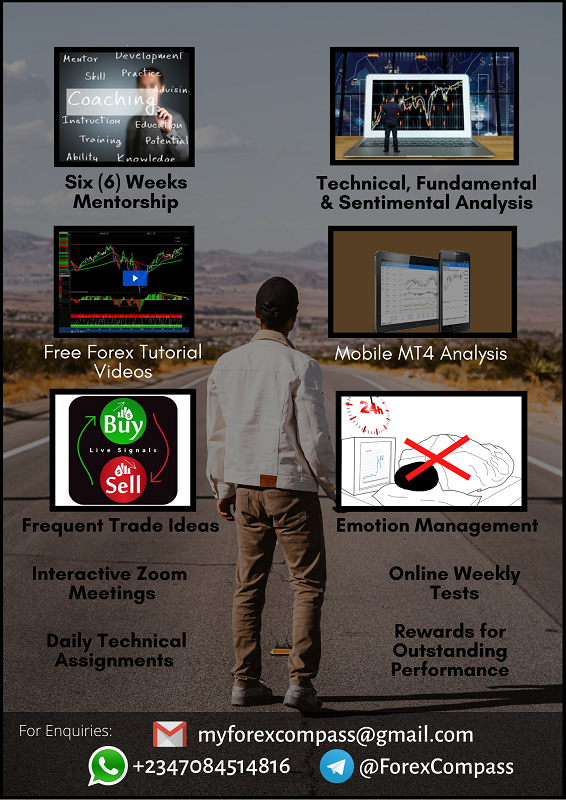 Mentor
Development
Skill
Practice
Advising
Coaching
Instruction
Education
Training
Potential
Ability
Knowledge
Six (6) Weeks
Mentorship
Technical, Fundamental
& Sentimental Analysis
Free Forex Tutorial
Videos
Mobile MT4 Analysis
Buy
Live Signals
Sell
24h
Frequent Trade Ideas
Emotion Management
Interactive Zoom
Meetings
Online Weekly
Tests
Daily Technical
Assignments
Rewards for
Outstanding
Performance
For Enquiries:
myforexcompass@gmail.com
+2347084514816
@ForexCompass